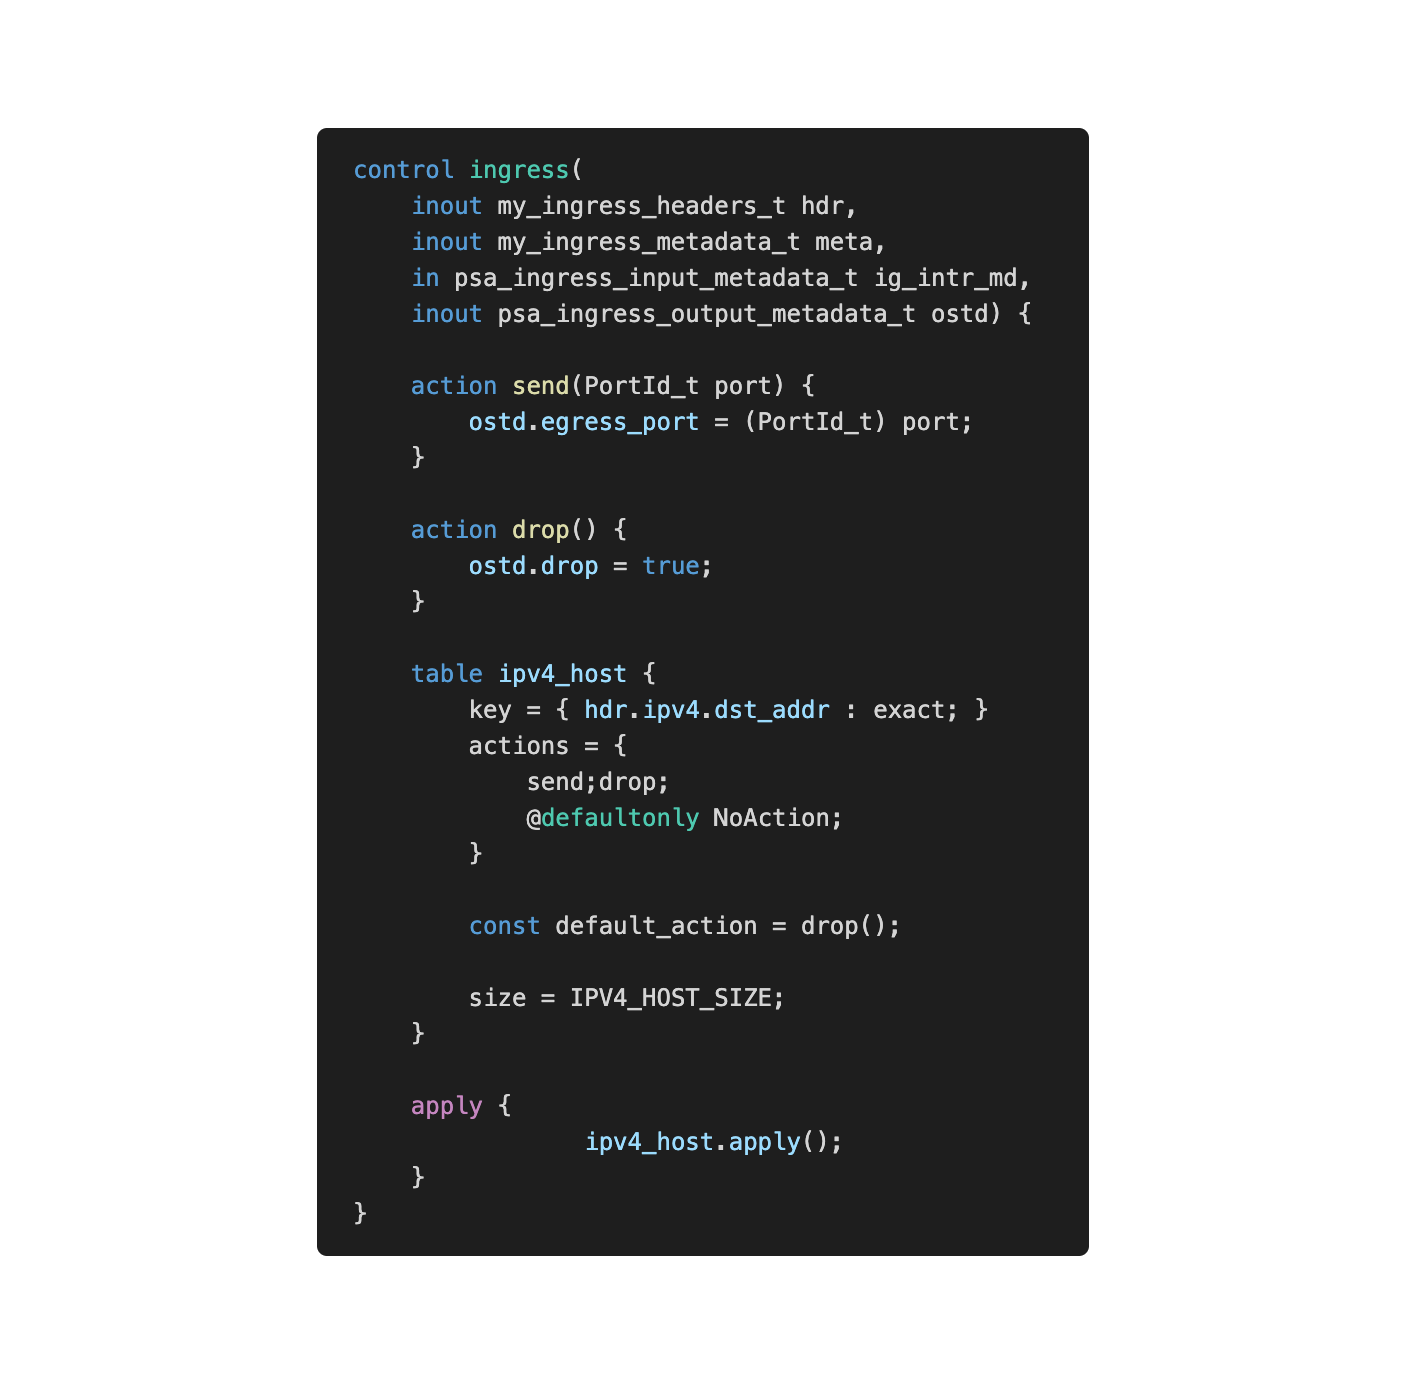 control ingress(
    inout my_ingress_headers_t hdr,
    inout my_ingress_metadata_t meta,
    in psa_ingress_input_metadata_t ig_intr_md,
    inout psa_ingress_output_metadata_t ostd) {

    action send(PortId_t port) {
        ostd.egress_port = (PortId_t) port;
    }

    action drop() {
        ostd.drop = true;
    }

    table ipv4_host {
        key = { hdr.ipv4.dst_addr : exact; }
        actions = {
            send;drop;
            @defaultonly NoAction;
        }

        const default_action = drop();

        size = IPV4_HOST_SIZE;
    }

    apply {
                ipv4_host.apply();
    }
}